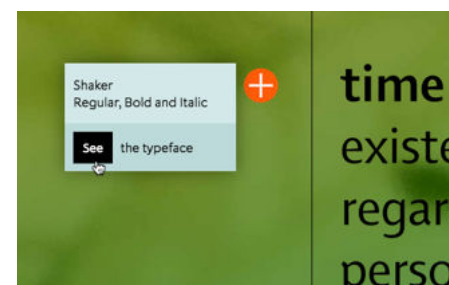 Shaker
Regular, Bold and Italic
See the typeface
time
existe
regar
perso